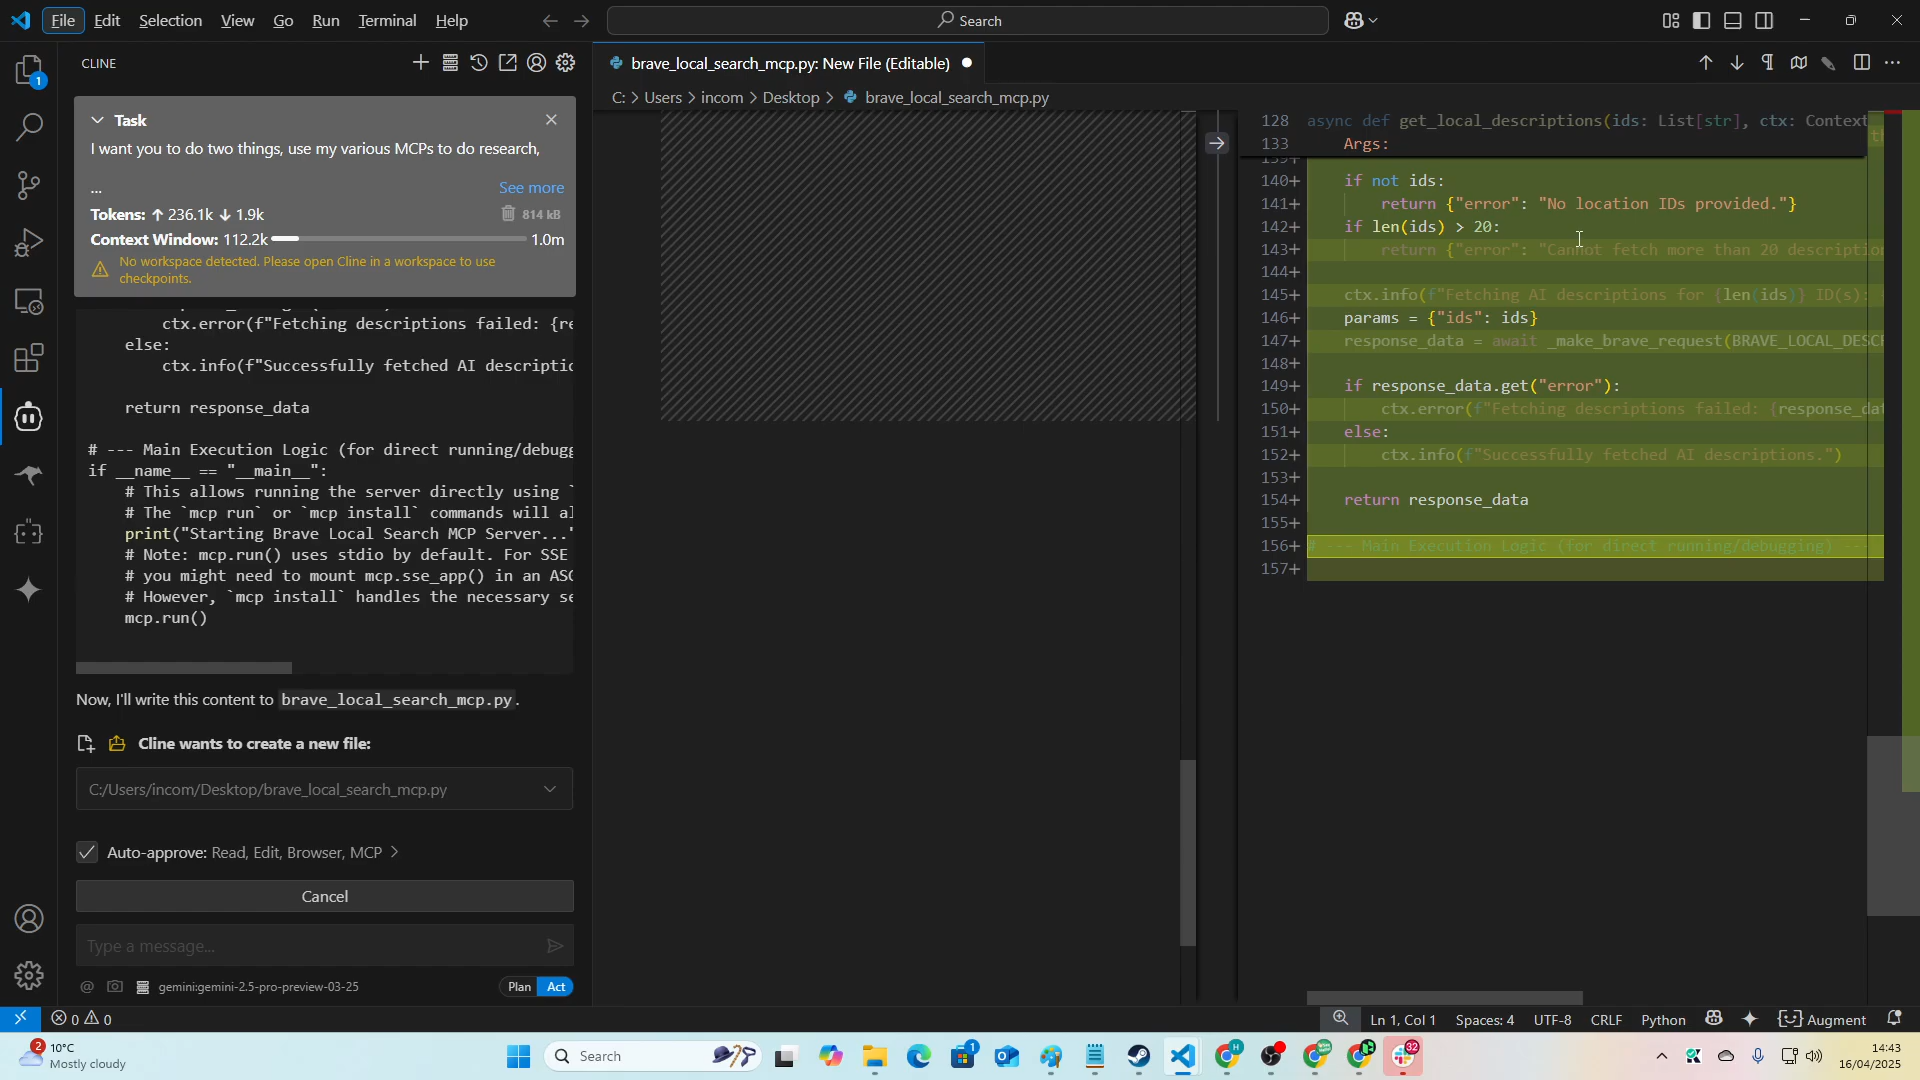 File Edit Selection View Go Run Terminal Help
Search
CLINE
1
Task
I want you to do two things, use my various MCPs to do research,
...
See more
Tokens: ↑ 236.1k ↓ 1.9k
814 kB
Context Window: 112.2k
1.0m
No workspace detected. Please open Cline in a workspace to use
checkpoints.
ctx.error(f"Fetching descriptions failed: {re
else:
ctx.info(f"Successfully fetched AI descriptio
return response_data
# --- Main Execution Logic (for direct running/debugg
if __name__ == "__main__":
# This allows running the server directly using `
# The `mcp run` or `mcp install` commands will al
print("Starting Brave Local Search MCP Server..."
# Note: mcp.run() uses stdio by default. For SSE
# you might need to mount mcp.sse_app() in an ASG
# However, `mcp install` handles the necessary se
mcp.run()
Now, I'll write this content to brave_local_search_mcp.py.
Cline wants to create a new file:
C:/Users/incom/Desktop/brave_local_search_mcp.py
Auto-approve: Read, Edit, Browser, MCP >
Cancel
Type a message...
@ gemini:gemini-2.5-pro-preview-03-25
Plan Act
brave_local_search_mcp.py: New File (Editable)
C: > Users > incom > Desktop > brave_local_search_mcp.py
128 async def get_local_descriptions(ids: List[str], ctx: Context
133 Args:
139+
140+ if not ids:
141+ return {"error": "No location IDs provided."}
142+ if len(ids) > 20:
143+ return {"error": "Cannot fetch more than 20 description
144+
145+ ctx.info(f"Fetching AI descriptions for {len(ids)} ID(s):
146+ params = {"ids": ids}
147+ response_data = await _make_brave_request(BRAVE_LOCAL_DESCR
148+
149+ if response_data.get("error"):
150+ ctx.error(f"Fetching descriptions failed: {response_dat
151+ else:
152+ ctx.info(f"Successfully fetched AI descriptions.")
153+
154+ return response_data
155+
156+ # --- Main Execution Logic (for direct running/debugging) ---
157+
0 0
Ln 1, Col 1 Spaces: 4 UTF-8 CRLF Python Augment
2
10°C
Mostly cloudy
Search
1
32
14:43
16/04/2025